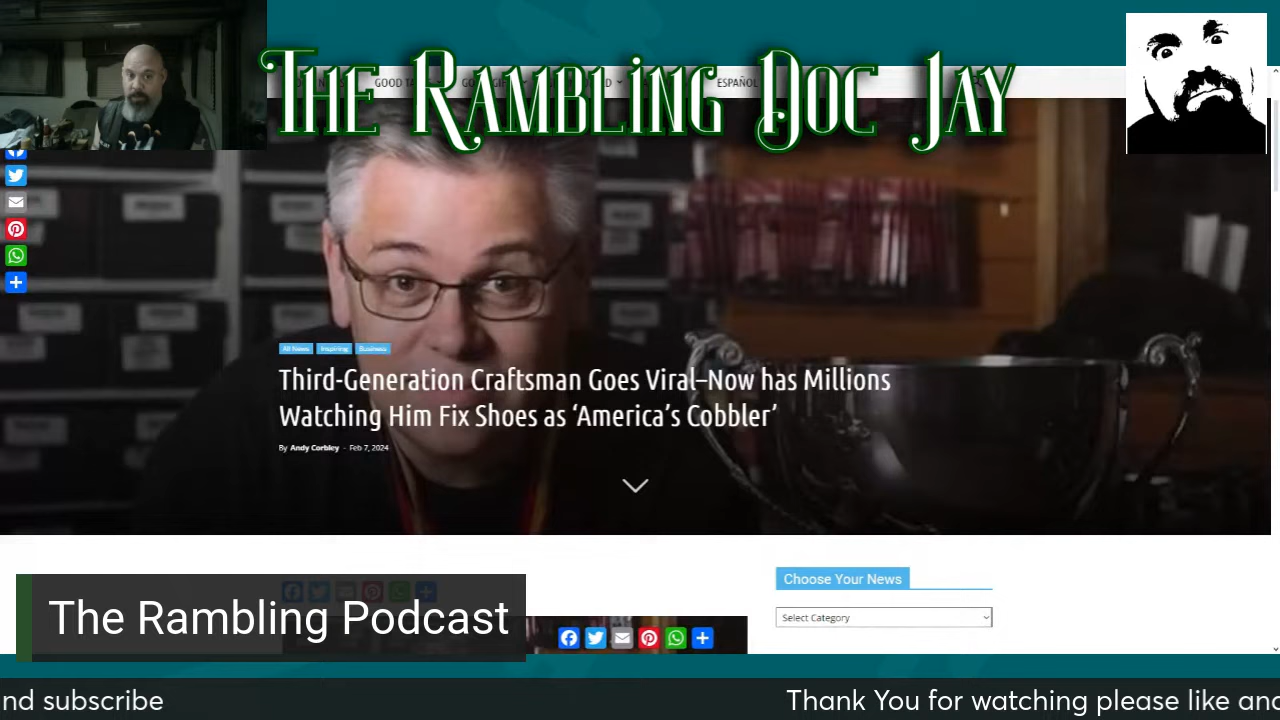 The Rambling Doc Jay
GOOD TA
ESPAÑOL
All News Inspiring Business
Third-Generation Craftsman Goes Viral–Now has Millions
Watching Him Fix Shoes as ‘America’s Cobbler’
By Andy Corbley - Feb 7, 2024
Choose Your News
Select Category
The Rambling Podcast
nd subscribe
Thank You for watching please like and